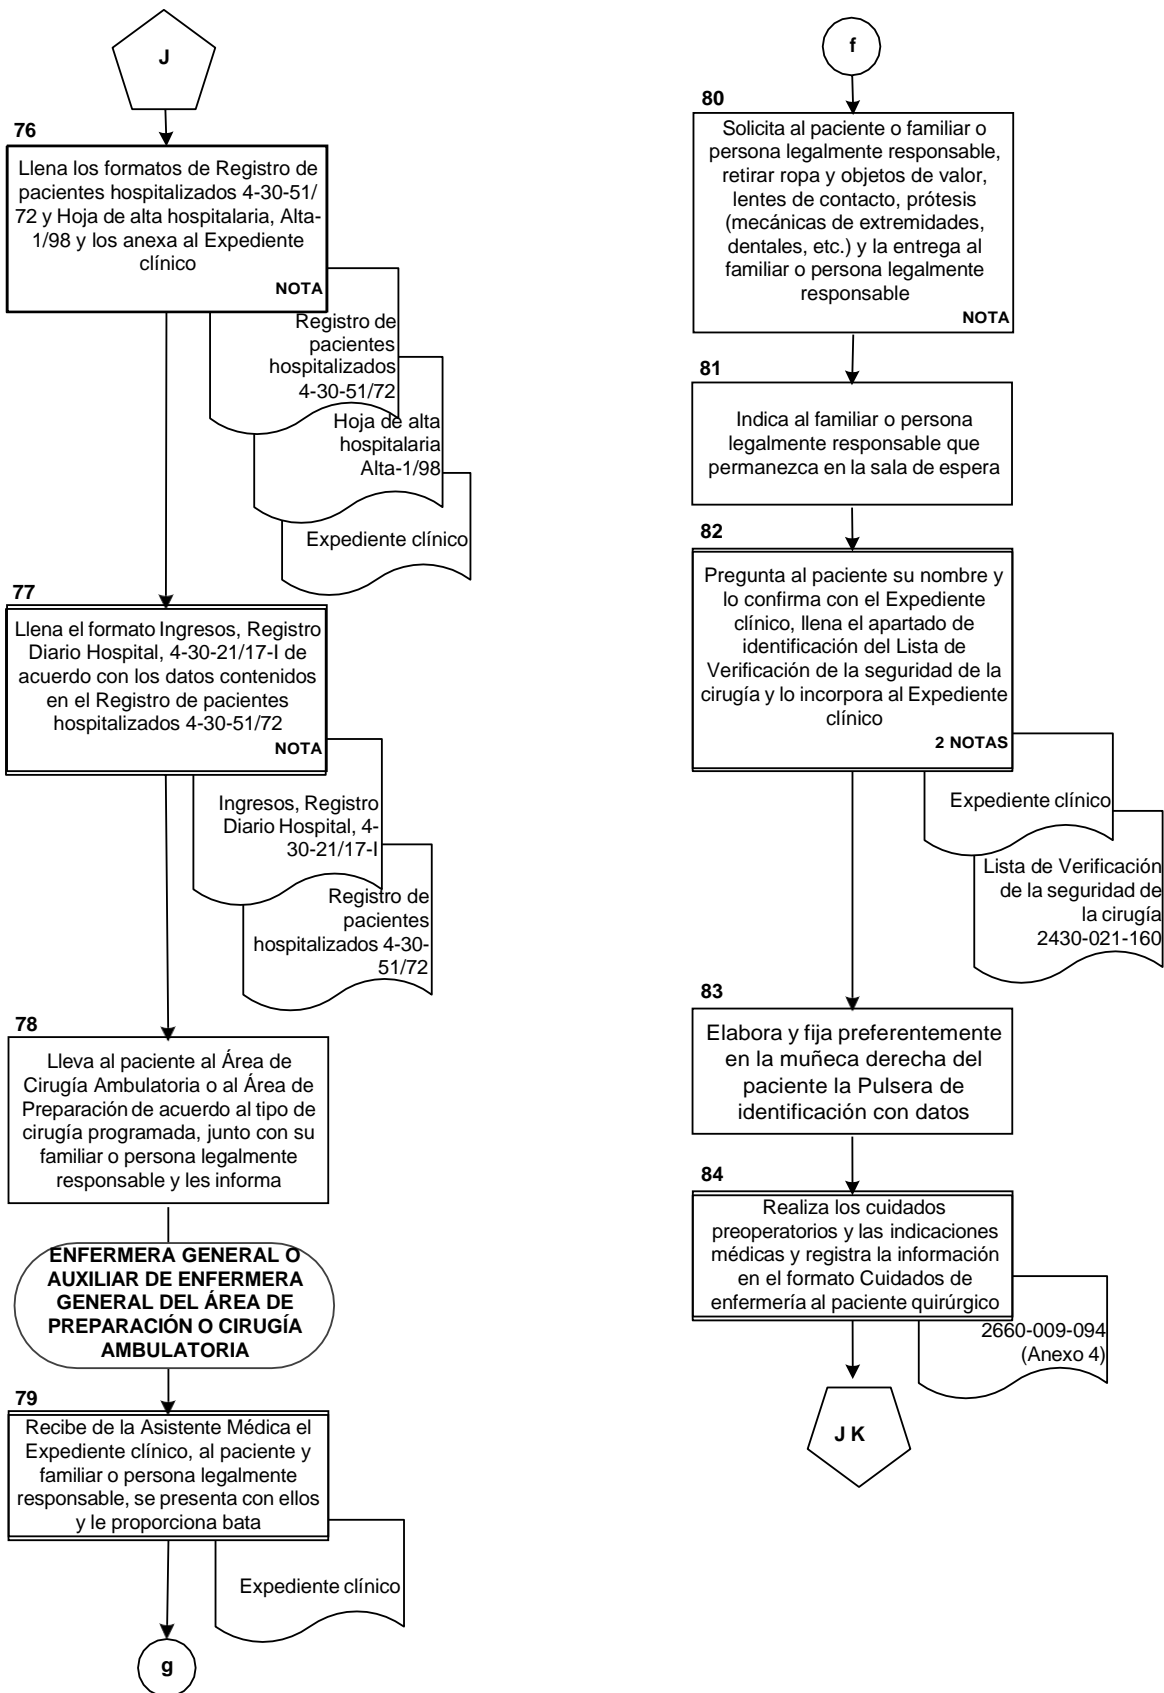 J
76
Llena los formatos de Registro de
pacientes hospitalizados 4-30-51/
72 y Hoja de alta hospitalaria, Alta-
1/98 y los anexa al Expediente
clínico
NOTA
Registro de
pacientes
hospitalizados
4-30-51/72
Hoja de alta
hospitalaria
Alta-1/98
Expediente clínico
77
Llena el formato Ingresos, Registro
Diario Hospital, 4-30-21/17-I de
acuerdo con los datos contenidos
en el Registro de pacientes
hospitalizados 4-30-51/72
NOTA
Ingresos, Registro
Diario Hospital, 4-
30-21/17-I
Registro de
pacientes
hospitalizados 4-30-
51/72
78
Lleva al paciente al Área de
Cirugía Ambulatoria o al Área de
Preparación de acuerdo al tipo de
cirugía programada, junto con su
familiar o persona legalmente
responsable y les informa
ENFERMERA GENERAL O
AUXILIAR DE ENFERMERA
GENERAL DEL ÁREA DE
PREPARACIÓN O CIRUGÍA
AMBULATORIA
79
Recibe de la Asistente Médica el
Expediente clínico, al paciente y
familiar o persona legalmente
responsable, se presenta con ellos
y le proporciona bata
Expediente clínico
g
f
80
Solicita al paciente o familiar o
persona legalmente responsable,
retirar ropa y objetos de valor,
lentes de contacto, prótesis
(mecánicas de extremidades,
dentales, etc.) y la entrega al
familiar o persona legalmente
responsable
NOTA
81
Indica al familiar o persona
legalmente responsable que
permanezca en la sala de espera
82
Pregunta al paciente su nombre y
lo confirma con el Expediente
clínico, llena el apartado de
identificación del Lista de
Verificación de la seguridad de la
cirugía y lo incorpora al Expediente
clínico
2 NOTAS
Expediente clínico
Lista de Verificación
de la seguridad de
la cirugía
2430-021-160
83
Elabora y fija preferentemente
en la muñeca derecha del
paciente la Pulsera de
identificación con datos
84
Realiza los cuidados
preoperatorios y las indicaciones
médicas y registra la información
en el formato Cuidados de
enfermería al paciente quirúrgico
2660-009-094
(Anexo 4)
J K